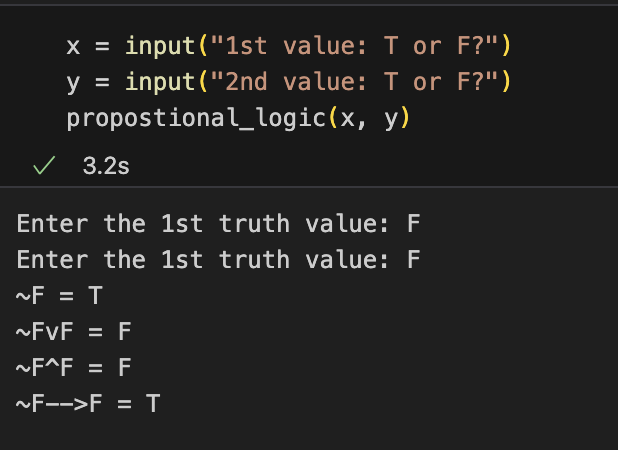 x = input("1st value: T or F?")
y = input("2nd value: T or F?")
propostional_logic(x, y)
✓ 3.2s
Enter the 1st truth value: F
Enter the 1st truth value: F
~F = T
~FvF = F
~F^F = F
~F-->F = T